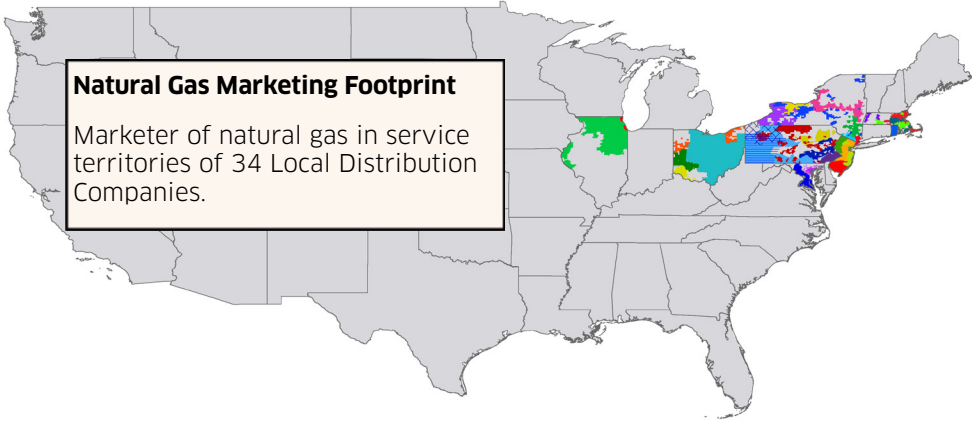 Natural Gas Marketing Footprint
Marketer of natural gas in service
territories of 34 Local Distribution
Companies.